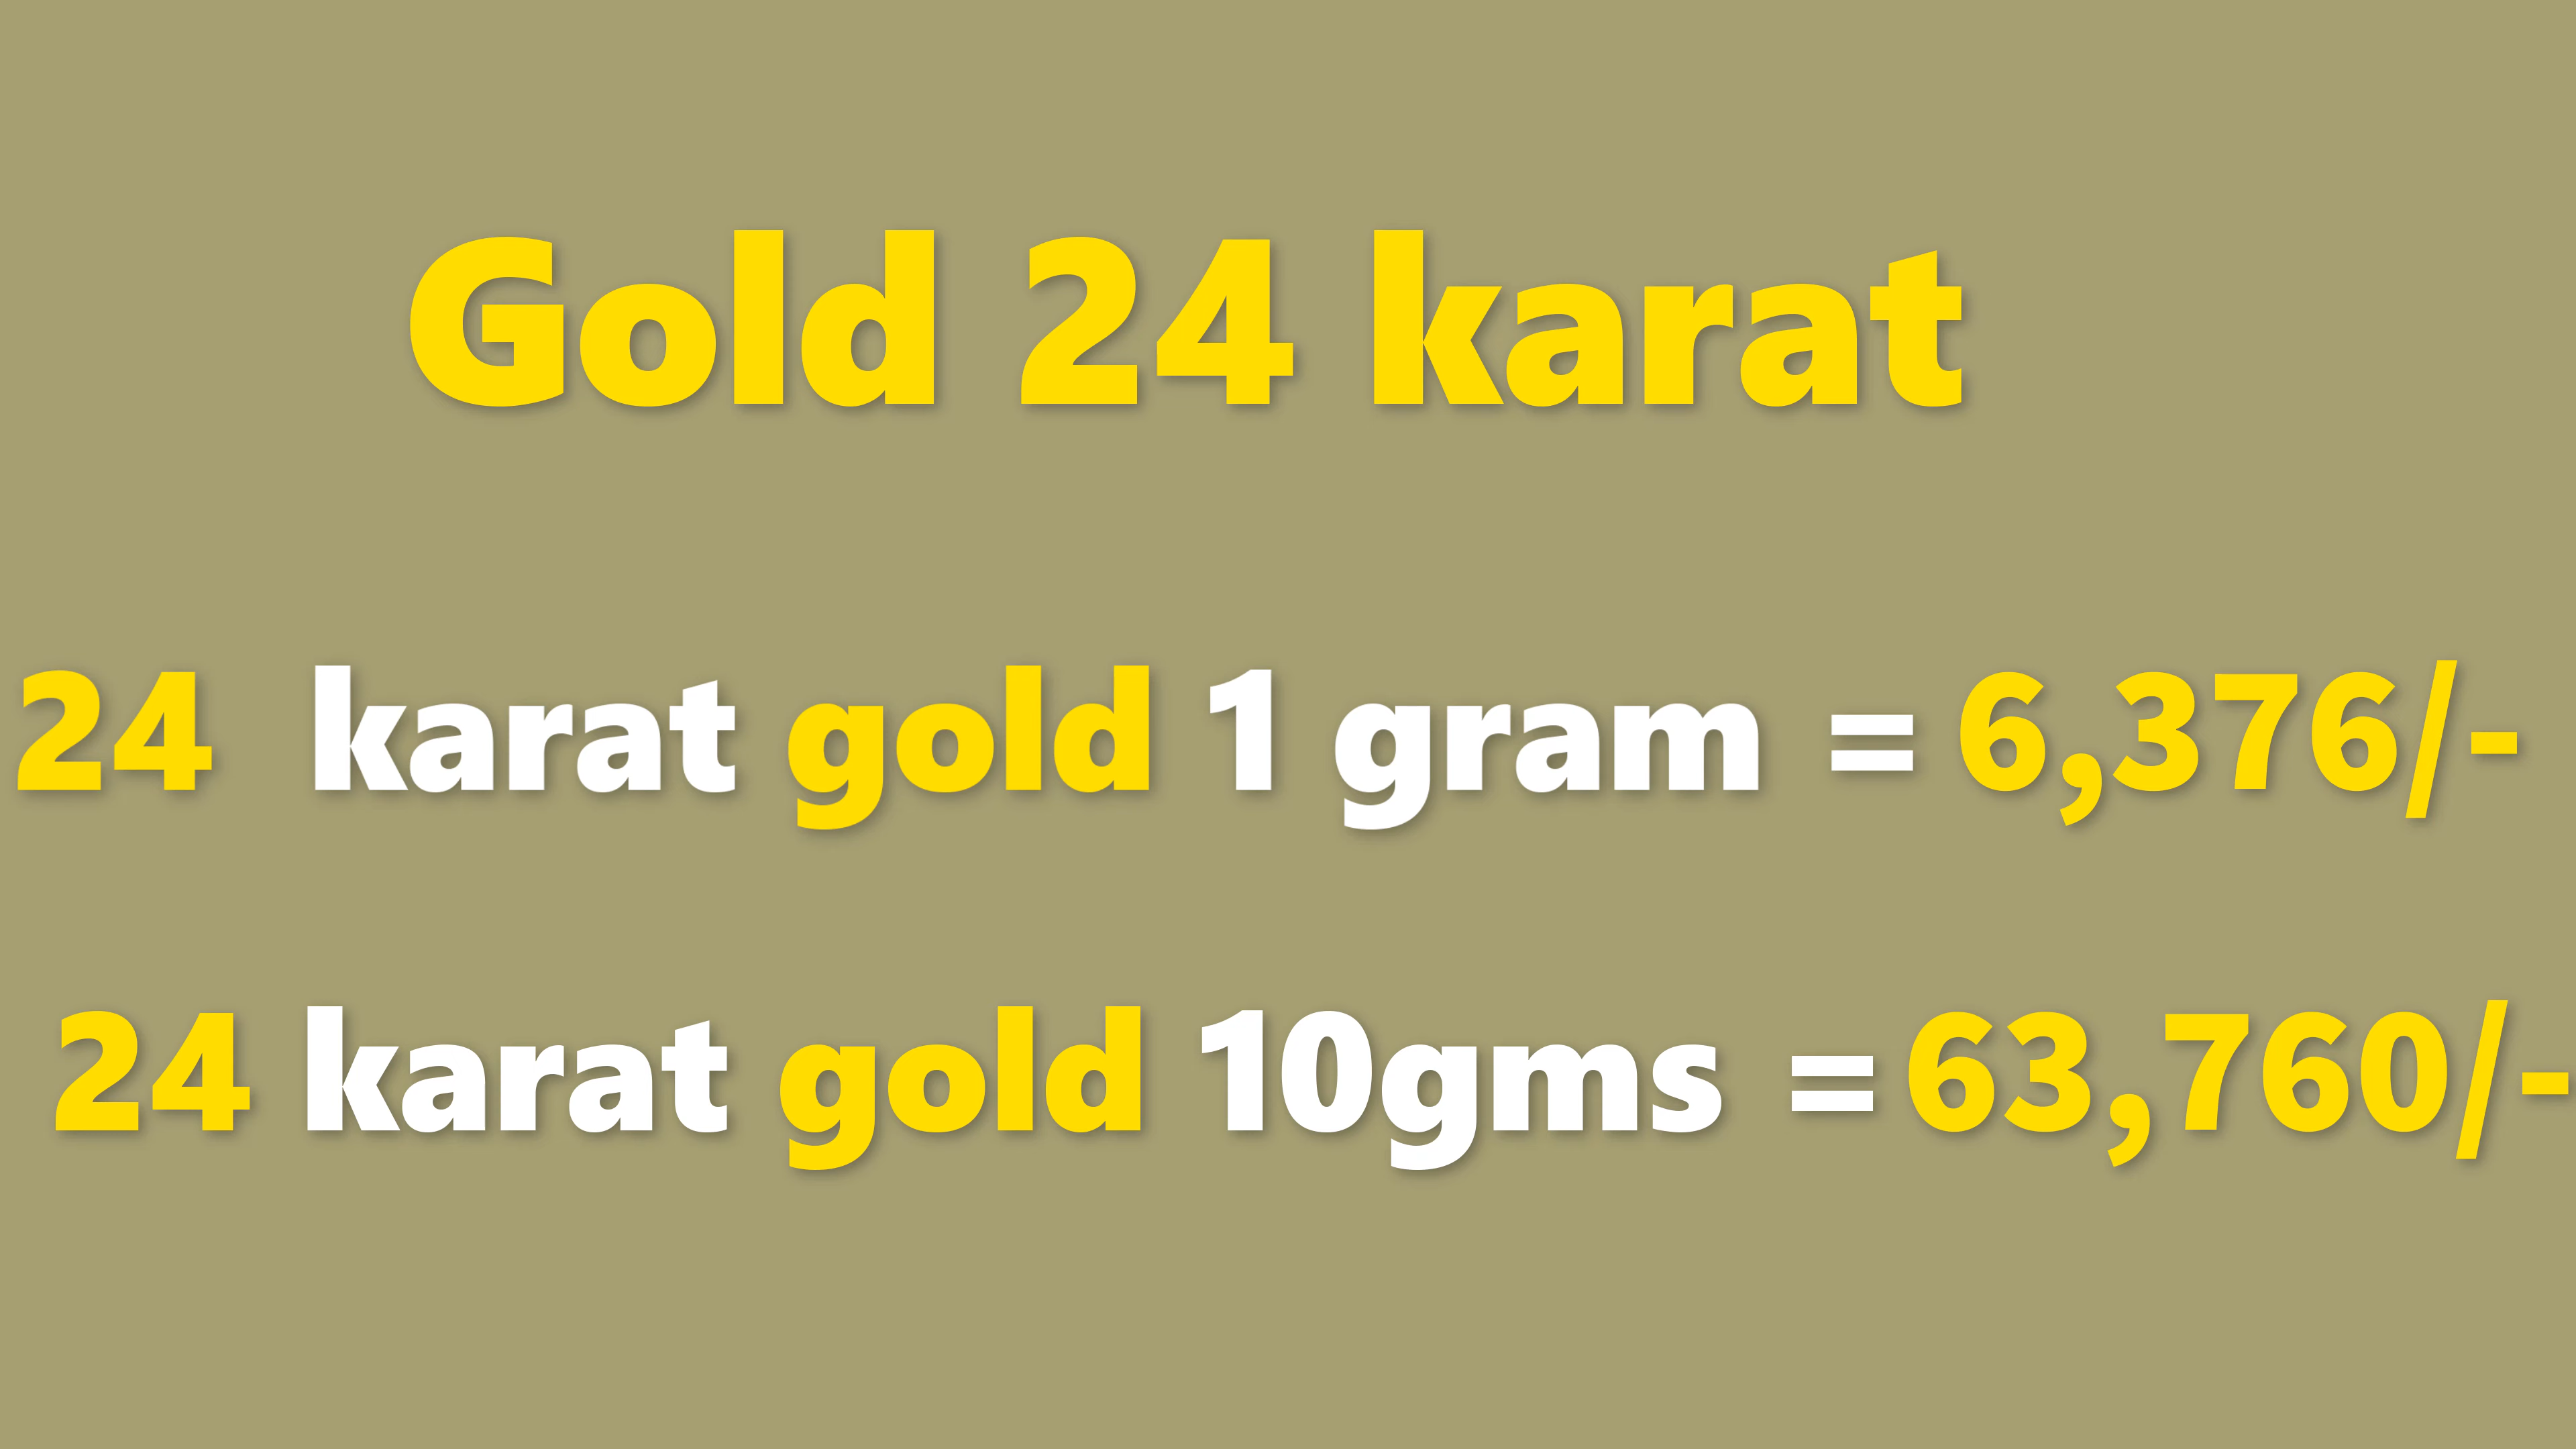 Gold 24 karat
24 karat gold 1 gram = 6,376/-
24 karat gold 10gms = 63,760/-